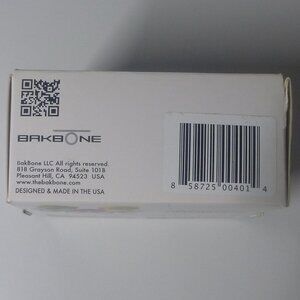 BAKBONE
BakBone LLC All rights reserved.
818 Grayson Road, Suite 101B
Pleasant Hill, CA 94523 USA
www.thebakbone.com
DESIGNED & MADE IN THE USA
8 58725 00401 4